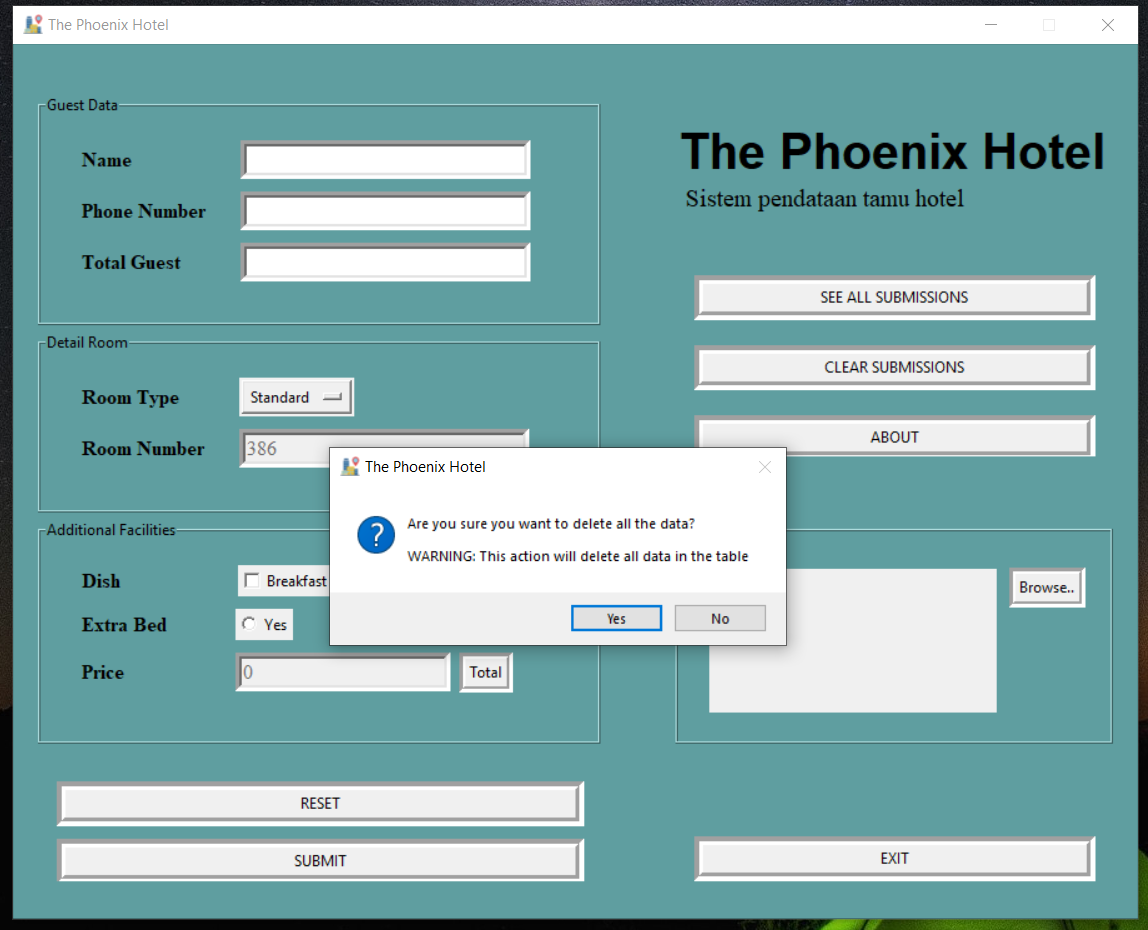 The Phoenix Hotel
Guest Data
Name
Phone Number
Total Guest
The Phoenix Hotel
Sistem pendataan tamu hotel
SEE ALL SUBMISSIONS
CLEAR SUBMISSIONS
ABOUT
Detail Room
Room Type
Standard
Room Number
386
The Phoenix Hotel
Are you sure you want to delete all the data?
WARNING: This action will delete all data in the table
Yes
No
Additional Facilities
Dish
Breakfast
Extra Bed
Yes
Price
0
Total
Browse..
RESET
SUBMIT
EXIT